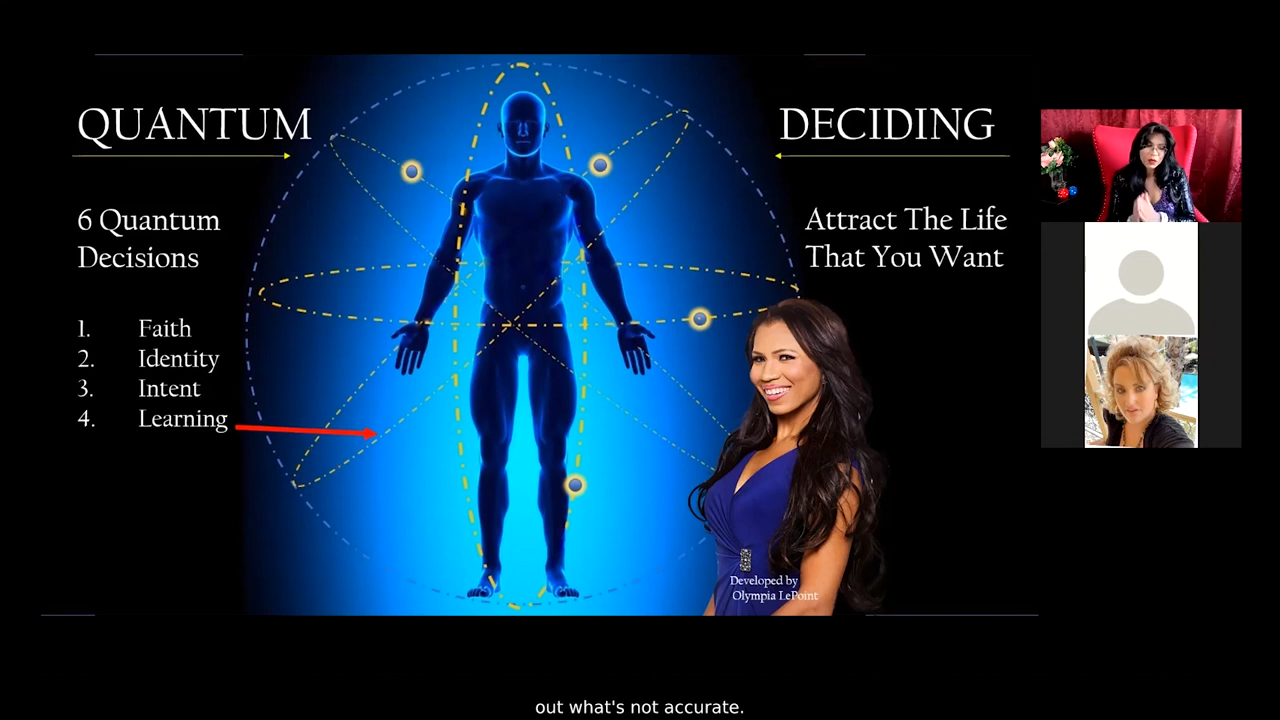 QUANTUM
DECIDING
6 Quantum
Decisions
Attract The Life
That You Want
1. Faith
2. Identity
3. Intent
4. Learning
Developed by
Olympia LePoint
out what's not accurate.